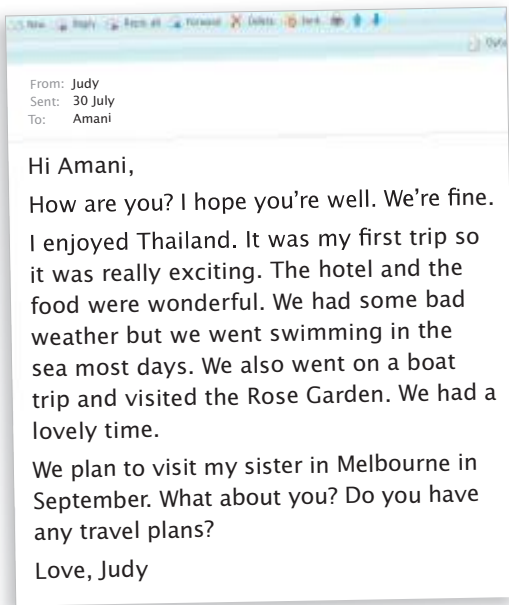 New Reply Reply all Forward Delete Junk
From: Judy
Sent: 30 July
To: Amani
Hi Amani,
How are you? I hope you're well. We're fine.
I enjoyed Thailand. It was my first trip so
it was really exciting. The hotel and the
food were wonderful. We had some bad
weather but we went swimming in the
sea most days. We also went on a boat
trip and visited the Rose Garden. We had a
lovely time.
We plan to visit my sister in Melbourne in
September. What about you? Do you have
any travel plans?
Love, Judy